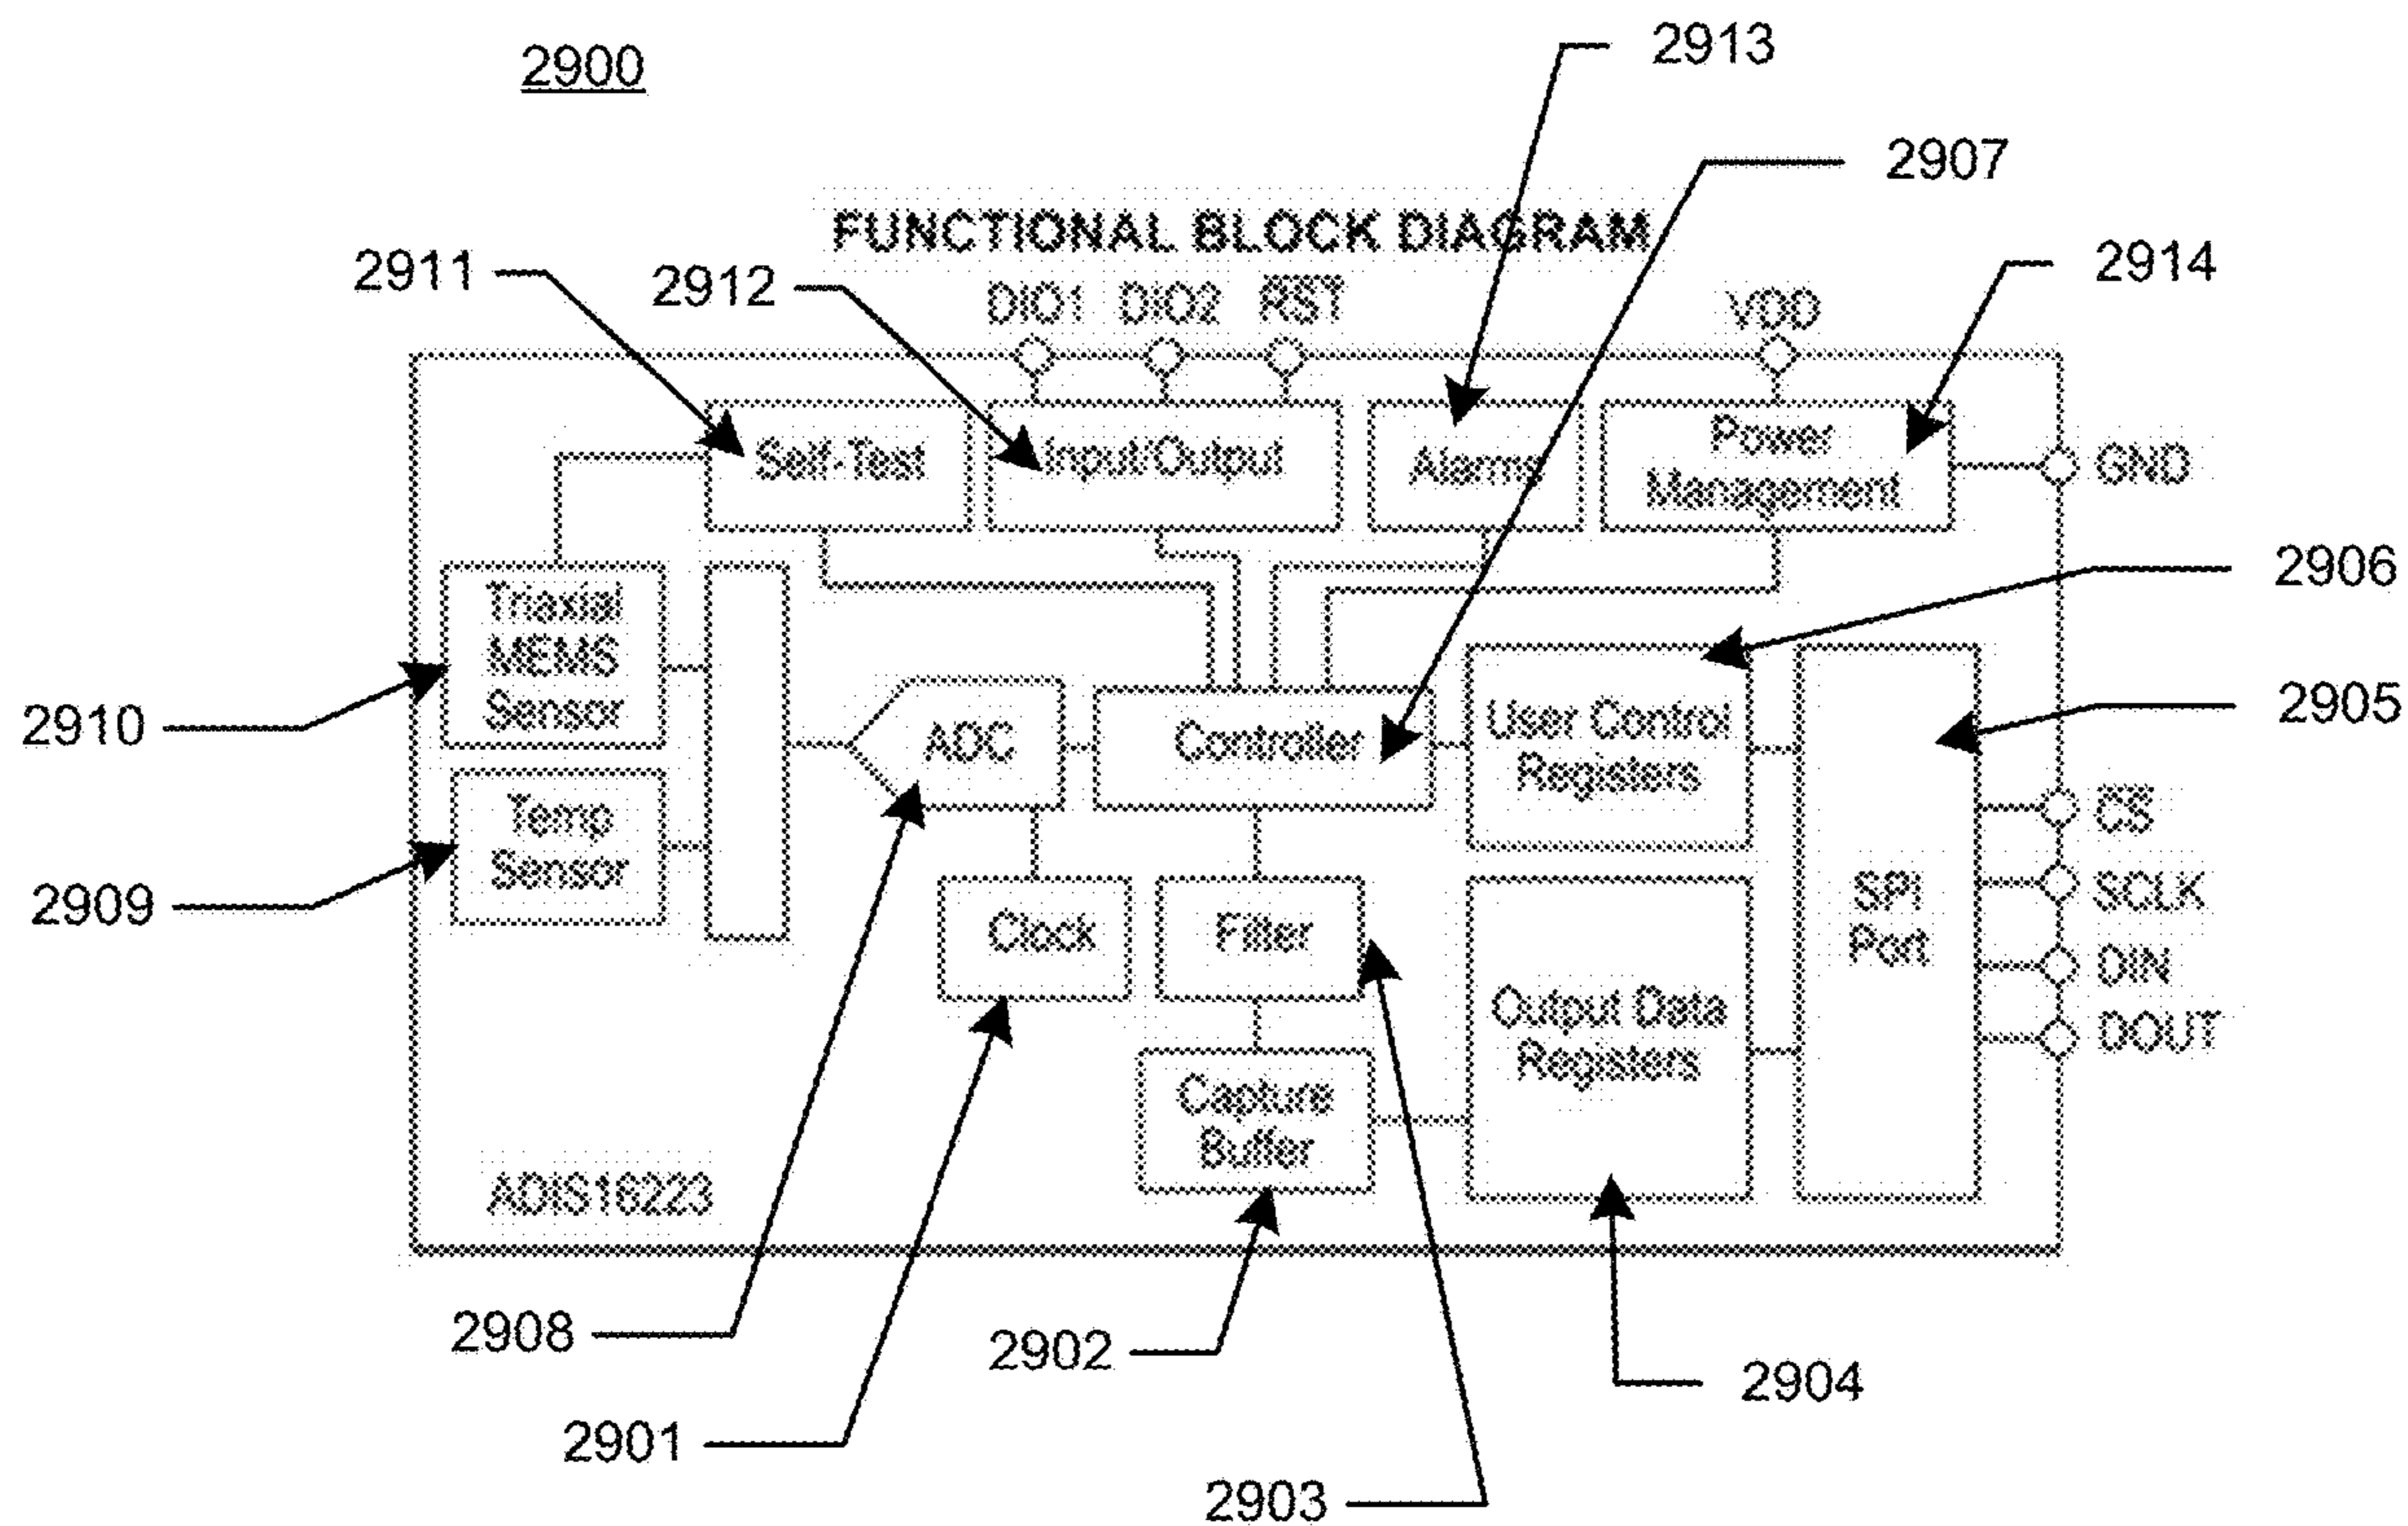 2900
2913
2907
FUNCTIONAL BLOCK DIAGRAM
2911
2912
DIO1 DIO2 RST
VDD
2914
Self-Test
Input/Output
Alarms
Power
Management
GND
2906
Triaxial
MEMS
Sensor
2910
ADC
Controller
User Control
Registers
2905
Temp
Sensor
2909
CS
SCLK
DIN
DOUT
Clock
Filter
SPI
Port
Output Data
Registers
Capture
Buffer
ADIS16223
2908
2902
2904
2901
2903